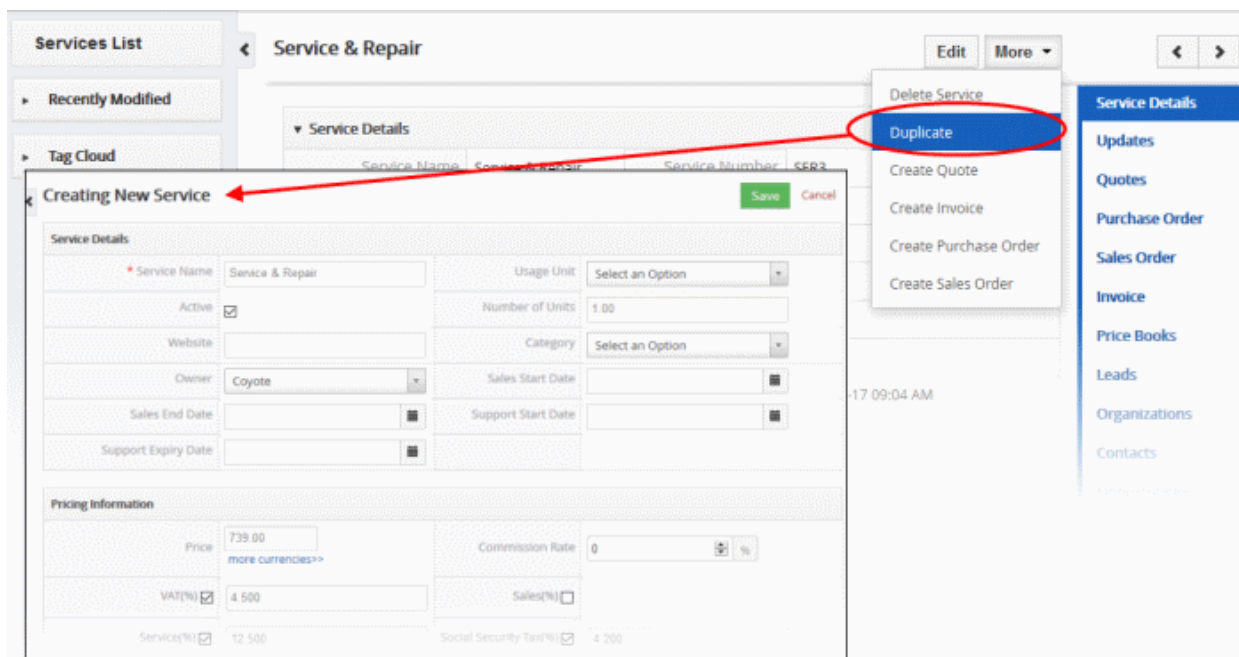 Services List
Service & Repair
Edit
More
Recently Modified
Tag Cloud
Service Details
Service Name Service & Repair Service Number SER3
Delete Service
Duplicate
Create Quote
Create Invoice
Create Purchase Order
Create Sales Order
Service Details
Updates
Quotes
Purchase Order
Sales Order
Invoice
Price Books
Leads
Organizations
Contacts
-17 09:04 AM
Creating New Service
Save Cancel
Service Details
* Service Name Service & Repair Usage Unit Select an Option
Active Number of Units 1.00
Website Category Select an Option
Owner Coyote Sales Start Date
Sales End Date Support Start Date
Support Expiry Date
Pricing Information
Price 739.00 Commission Rate 0 %
more currencies>>
VAT(%) 4.500 Sales(%)
Service(%) 12 500 Social Security Tax(%) 4 200